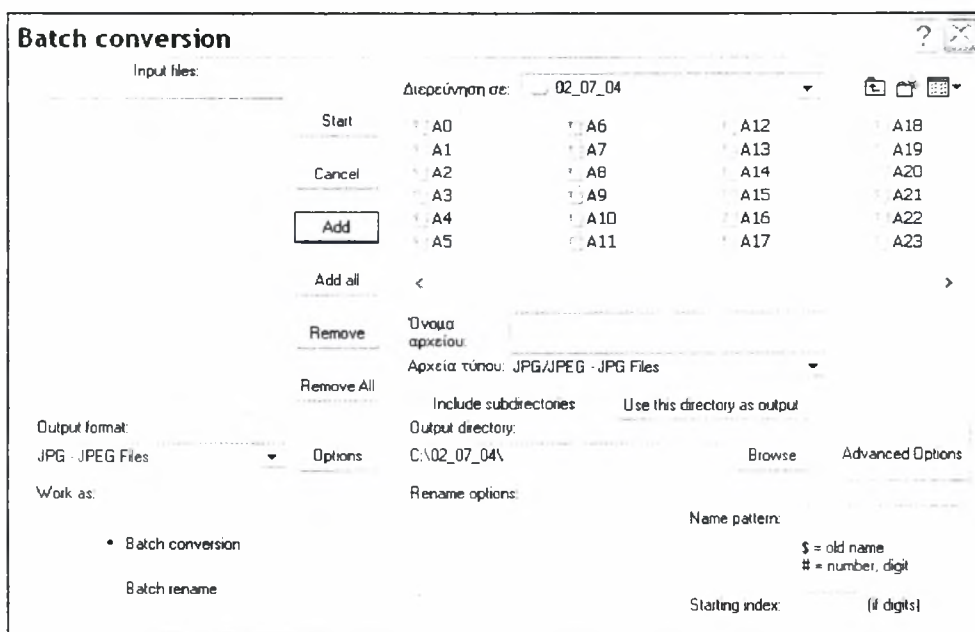 Batch conversion
?
Input files:
Διερεύνηση σε: 02_07_04
Start
Cancel
Add
Add all
Remove
Remove All
A0 A6 A12 A18
A1 A7 A13 A19
A2 A8 A14 A20
A3 A9 A15 A21
A4 A10 A16 A22
A5 A11 A17 A23
< >
Όνομα
αρχείου:
Αρχεία τύπου: JPG/JPEG - JPG Files
Include subdirectories Use this directory as output
Output format: Output directory:
JPG - JPEG Files Options C:\02_07_04\ Browse Advanced Options
Work as: Rename options:
Name pattern:
Batch conversion
$ = old name
# = number, digit
Batch rename
Starting index: (if digits)